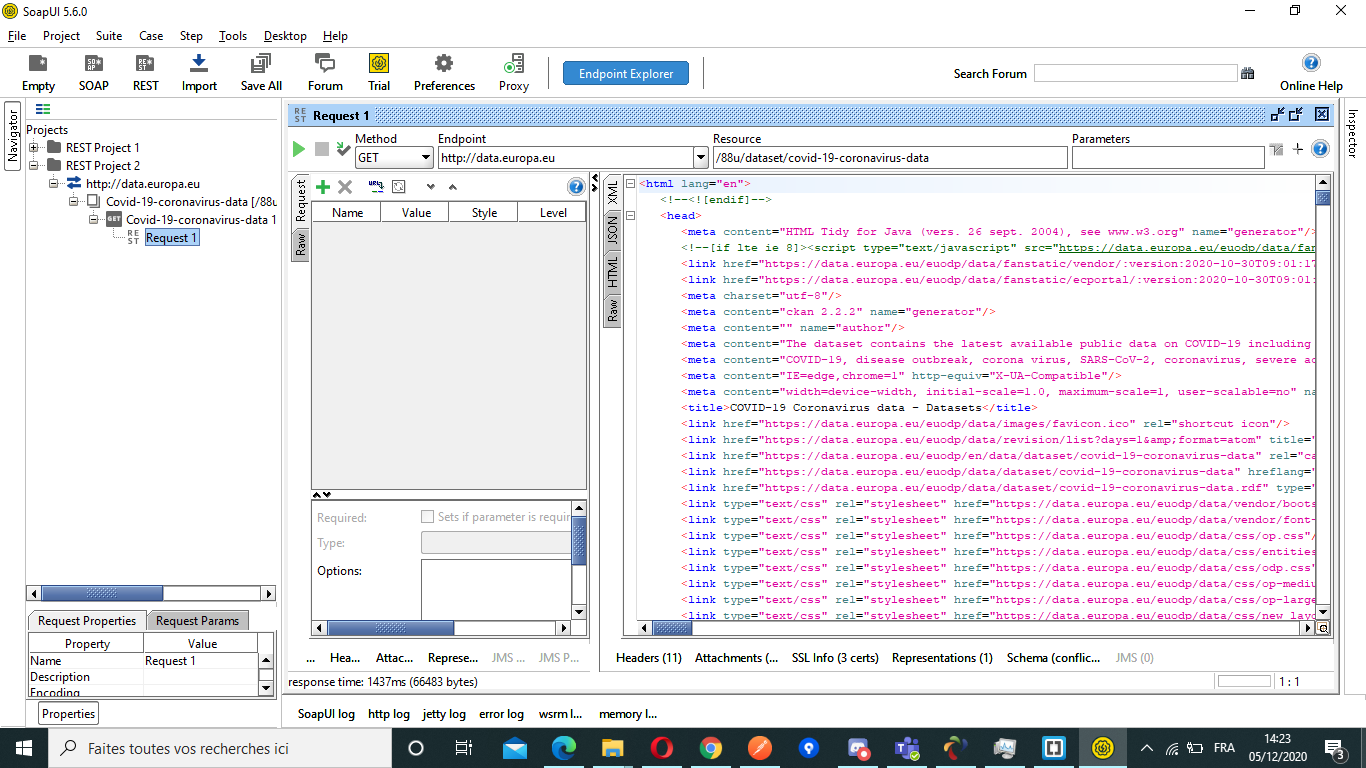 SoapUI 5.6.0
File Project Suite Case Step Tools Desktop Help
Empty SOAP REST Import Save All Forum Trial Preferences Proxy Endpoint Explorer Search Forum Online Help
Navigator
Projects
REST Project 1
REST Project 2
http://data.europa.eu
Covid-19-coronavirus-data [/88u
Covid-19-coronavirus-data 1
Request 1
Request Properties Request Params
Property Value
Name Request 1
Description
Encoding
Properties
Request 1
Method Endpoint Resource Parameters
GET http://data.europa.eu /88u/dataset/covid-19-coronavirus-data
Request
Raw
Name Value Style Level
Required: Sets if parameter is requir
Type:
Options:
... Hea... Attac... Represe... JMS ... JMS P...
XML
JSON
HTML
Raw
<html lang="en">
<!--<![endif]-->
<head>
<meta content="HTML Tidy for Java (vers. 26 sept. 2004), see www.w3.org" name="generator"/>
<!--[if lte ie 8]><script type="text/javascript" src="https://data.europa.eu/euodp/data/fan
<link href="https://data.europa.eu/euodp/data/fanstatic/vendor/:version:2020-10-30T09:01:17
<link href="https://data.europa.eu/euodp/data/fanstatic/ecportal/:version:2020-10-30T09:01:
<meta charset="utf-8"/>
<meta content="ckan 2.2.2" name="generator"/>
<meta content="" name="author"/>
<meta content="The dataset contains the latest available public data on COVID-19 including
<meta content="COVID-19, disease outbreak, corona virus, SARS-CoV-2, coronavirus, severe ac
<meta content="IE=edge,chrome=1" http-equiv="X-UA-Compatible"/>
<meta content="width=device-width, initial-scale=1.0, maximum-scale=1, user-scalable=no" na
<title>COVID-19 Coronavirus data - Datasets</title>
<link href="https://data.europa.eu/euodp/data/images/favicon.ico" rel="shortcut icon"/>
<link href="https://data.europa.eu/euodp/data/revision/list?days=1&amp;format=atom" title="
<link href="https://data.europa.eu/euodp/en/data/dataset/covid-19-coronavirus-data" rel="ca
<link href="https://data.europa.eu/euodp/data/dataset/covid-19-coronavirus-data" hreflang="
<link href="https://data.europa.eu/euodp/data/dataset/covid-19-coronavirus-data.rdf" type="
<link type="text/css" rel="stylesheet" href="https://data.europa.eu/euodp/data/vendor/boots
<link type="text/css" rel="stylesheet" href="https://data.europa.eu/euodp/data/vendor/font-
<link type="text/css" rel="stylesheet" href="https://data.europa.eu/euodp/data/css/op.css"/
<link type="text/css" rel="stylesheet" href="https://data.europa.eu/euodp/data/css/entities
<link type="text/css" rel="stylesheet" href="https://data.europa.eu/euodp/data/css/odp.css"
<link type="text/css" rel="stylesheet" href="https://data.europa.eu/euodp/data/css/op-mediu
<link type="text/css" rel="stylesheet" href="https://data.europa.eu/euodp/data/css/op-large
<link type="text/css" rel="stylesheet" href="https://data.europa.eu/euodp/data/css/new layo
Headers (11) Attachments (... SSL Info (3 certs) Representations (1) Schema (conflic... JMS (0)
response time: 1437ms (66483 bytes) 1 : 1
Inspector
SoapUI log http log jetty log error log wsrm l... memory l...
Faites toutes vos recherches ici
FRA
14:23
05/12/2020
3